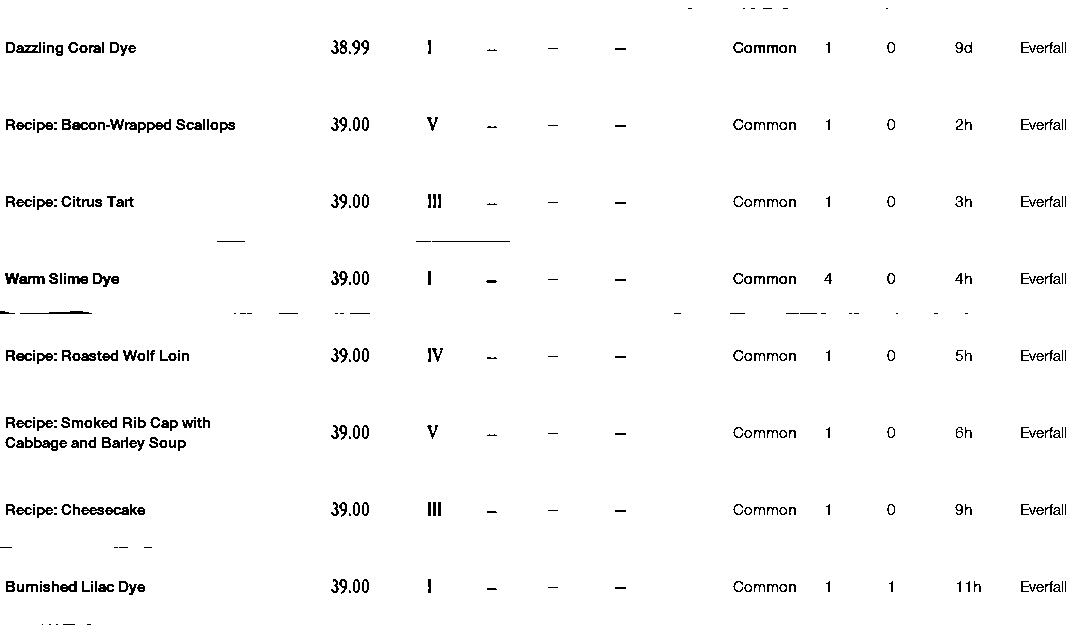 Dazzling Coral Dye 38.99 I – – – Common 1 0 9d Everfall
Recipe: Bacon-Wrapped Scallops 39.00 V – – – Common 1 0 2h Everfall
Recipe: Citrus Tart 39.00 III – – – Common 1 0 3h Everfall
Warm Slime Dye 39.00 I – – – Common 4 0 4h Everfall
Recipe: Roasted Wolf Loin 39.00 IV – – – Common 1 0 5h Everfall
Recipe: Smoked Rib Cap with
Cabbage and Barley Soup 39.00 V – – – Common 1 0 6h Everfall
Recipe: Cheesecake 39.00 III – – – Common 1 0 9h Everfall
Burnished Lilac Dye 39.00 I – – – Common 1 1 11h Everfall